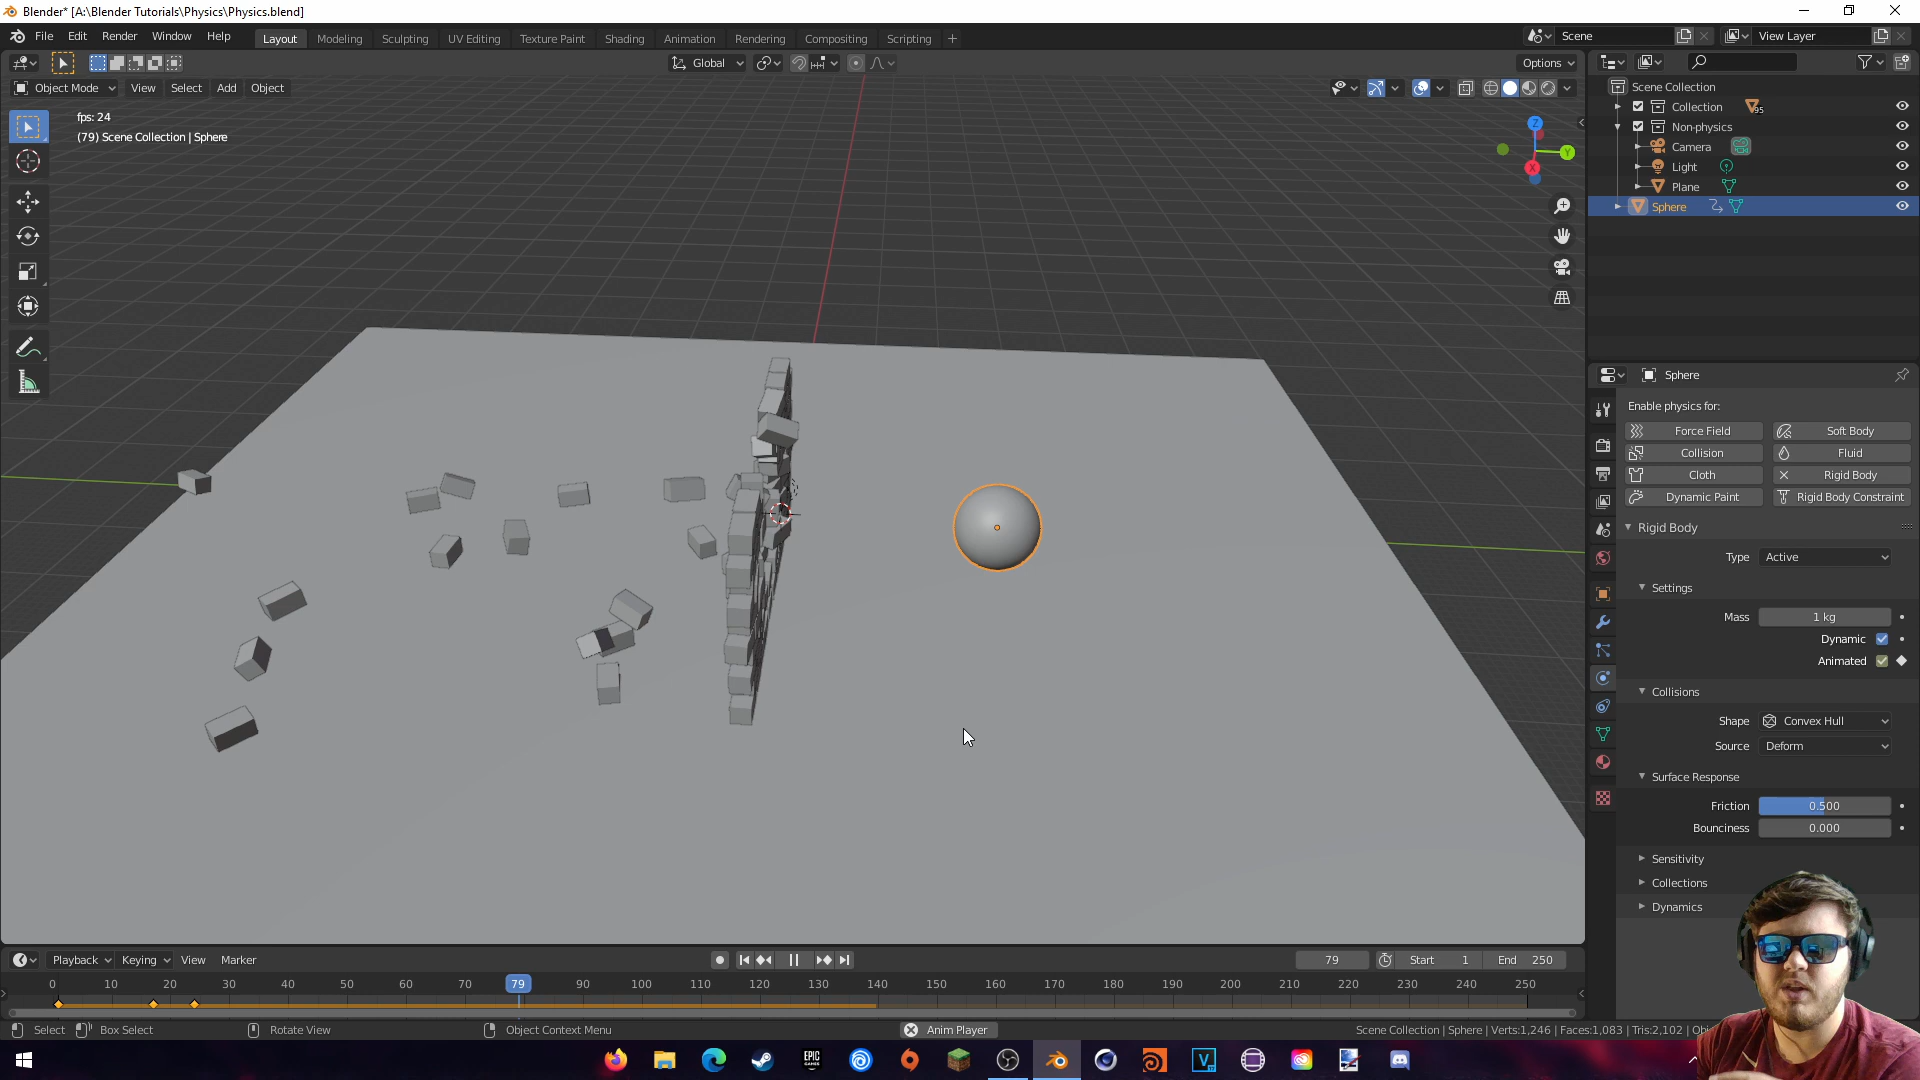 Blender* [A:\Blender Tutorials\Physics\Physics.blend]
File Edit Render Window Help Layout Modeling Sculpting UV Editing Texture Paint Shading Animation Rendering Compositing Scripting + Scene View Layer
Global Options
Object Mode View Select Add Object
fps: 24
(79) Scene Collection | Sphere
Z
Y
X
Scene Collection
Collection 95
Non-physics
Camera
Light
Plane
Sphere
Sphere
Enable physics for:
Force Field Soft Body
Collision Fluid
Cloth Rigid Body
Dynamic Paint Rigid Body Constraint
Rigid Body
Type Active
Settings
Mass 1 kg
Dynamic
Animated
Collisions
Shape Convex Hull
Source Deform
Surface Response
Friction 0.500
Bounciness 0.000
Sensitivity
Collections
Dynamics
Playback Keying View Marker 79 Start 1 End 250
0 10 20 30 40 50 60 70 79 90 100 110 120 130 140 150 160 170 180 190 200 210 220 230 240 250
Select Box Select Rotate View Object Context Menu Anim Player Scene Collection | Sphere | Verts:1,246 | Faces:1,083 | Tris:2,102 |
EPIC GAMES
V